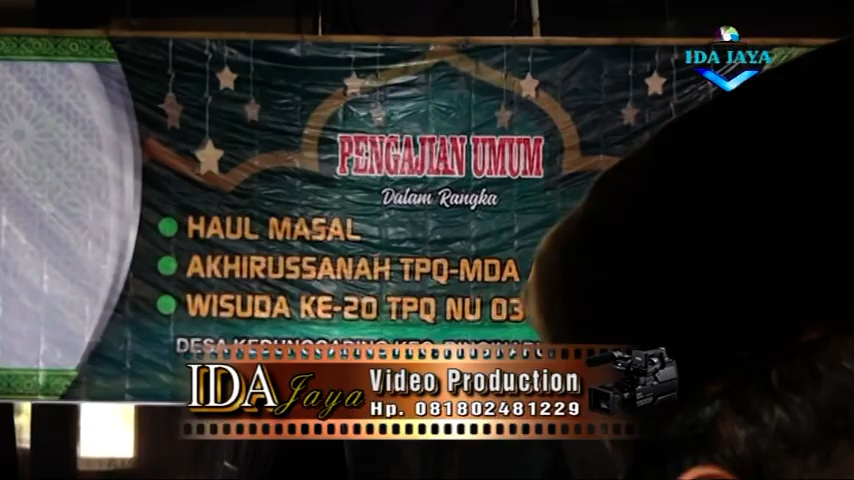 IDA JAYA
PENGAJIAN UMUM
Dalam Rangka
HAUL MASAL
AKHIRUSSANAH TPQ-MDA
WISUDA KE-20 TPQ NU 03
DESA
IDA Jaya Video Production
Hp. 081802481229